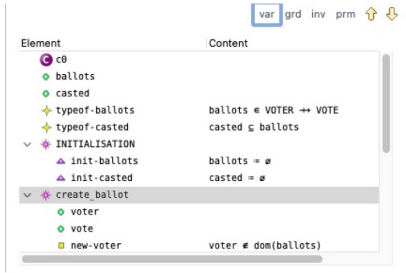 var grd inv prm
Element Content
c0
ballots
casted
typeof-ballots ballots ∈ VOTER ⇸ VOTE
typeof-casted casted ⊆ ballots
INITIALISATION
init-ballots ballots ≔ ∅
init-casted casted ≔ ∅
create_ballot
voter
vote
new-voter voter ∉ dom(ballots)